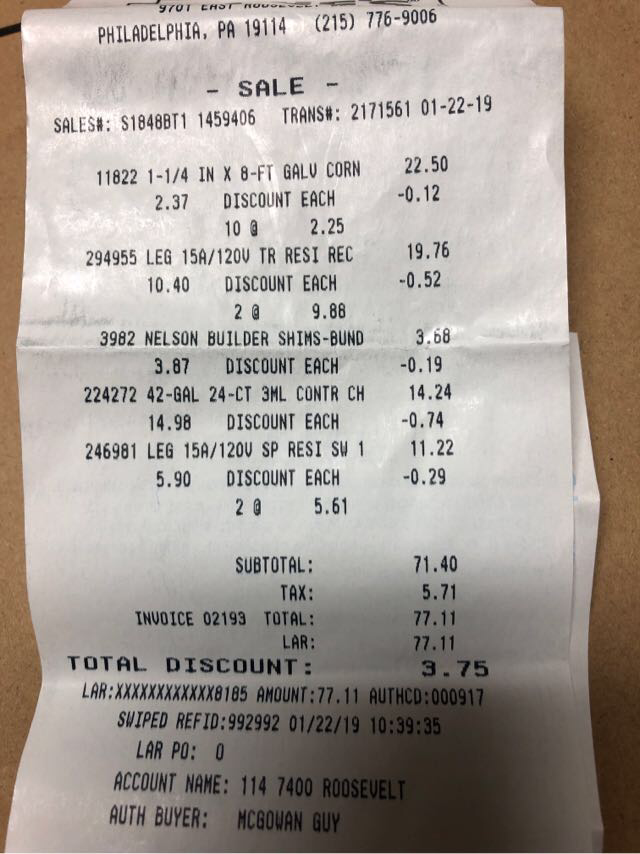 9701 EAST
PHILADELPHIA, PA 19114 (215) 776-9006
- SALE -
SALES#: S1848BT1 1459406 TRANS#: 2171561 01-22-19
11822 1-1/4 IN X 8-FT GALV CORN 22.50
2.37 DISCOUNT EACH -0.12
10 @ 2.25
294955 LEG 15A/120V TR RESI REC 19.76
10.40 DISCOUNT EACH -0.52
2 @ 9.88
3982 NELSON BUILDER SHIMS-BUND 3.68
3.87 DISCOUNT EACH -0.19
224272 42-GAL 24-CT 3ML CONTR CH 14.24
14.98 DISCOUNT EACH -0.74
246981 LEG 15A/120V SP RESI SW 1 11.22
5.90 DISCOUNT EACH -0.29
2 @ 5.61
SUBTOTAL: 71.40
TAX: 5.71
INVOICE 02193 TOTAL: 77.11
LAR: 77.11
TOTAL DISCOUNT: 3.75
LAR:XXXXXXXXXXXX8185 AMOUNT:77.11 AUTHCD:000917
SWIPED REFID:992992 01/22/19 10:39:35
LAR PO: 0
ACCOUNT NAME: 114 7400 ROOSEVELT
AUTH BUYER: MCGOWAN GUY